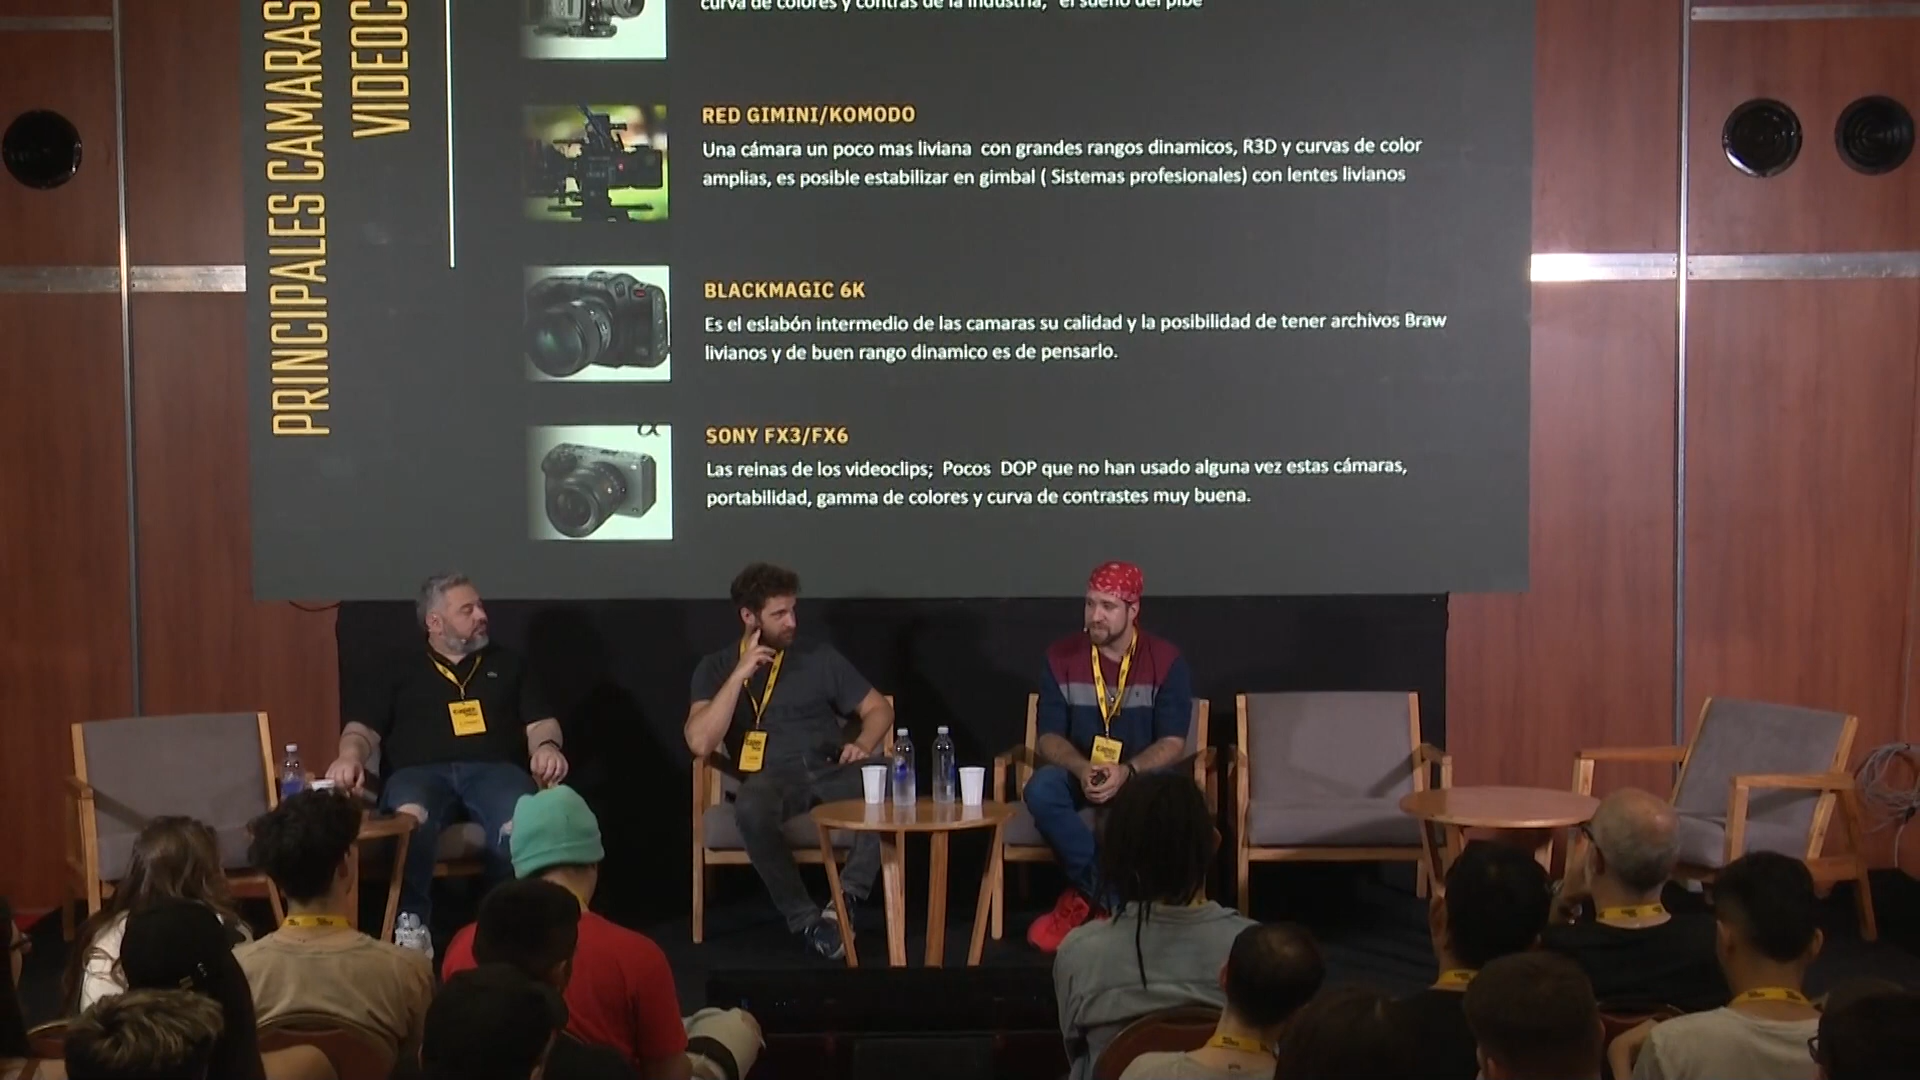 PRINCIPALES CAMARAS
VIDEOC
curva de colores y contras de la industria, el sueño del pibe
RED GIMINI/KOMODO
Una cámara un poco mas liviana con grandes rangos dinamicos, R3D y curvas de color
amplias, es posible estabilizar en gimbal ( Sistemas profesionales) con lentes livianos
BLACKMAGIC 6K
Es el eslabón intermedio de las camaras su calidad y la posibilidad de tener archivos Braw
livianos y de buen rango dinamico es de pensarlo.
α
SONY FX3/FX6
Las reinas de los videoclips; Pocos DOP que no han usado alguna vez estas cámaras,
portabilidad, gamma de colores y curva de contrastes muy buena.